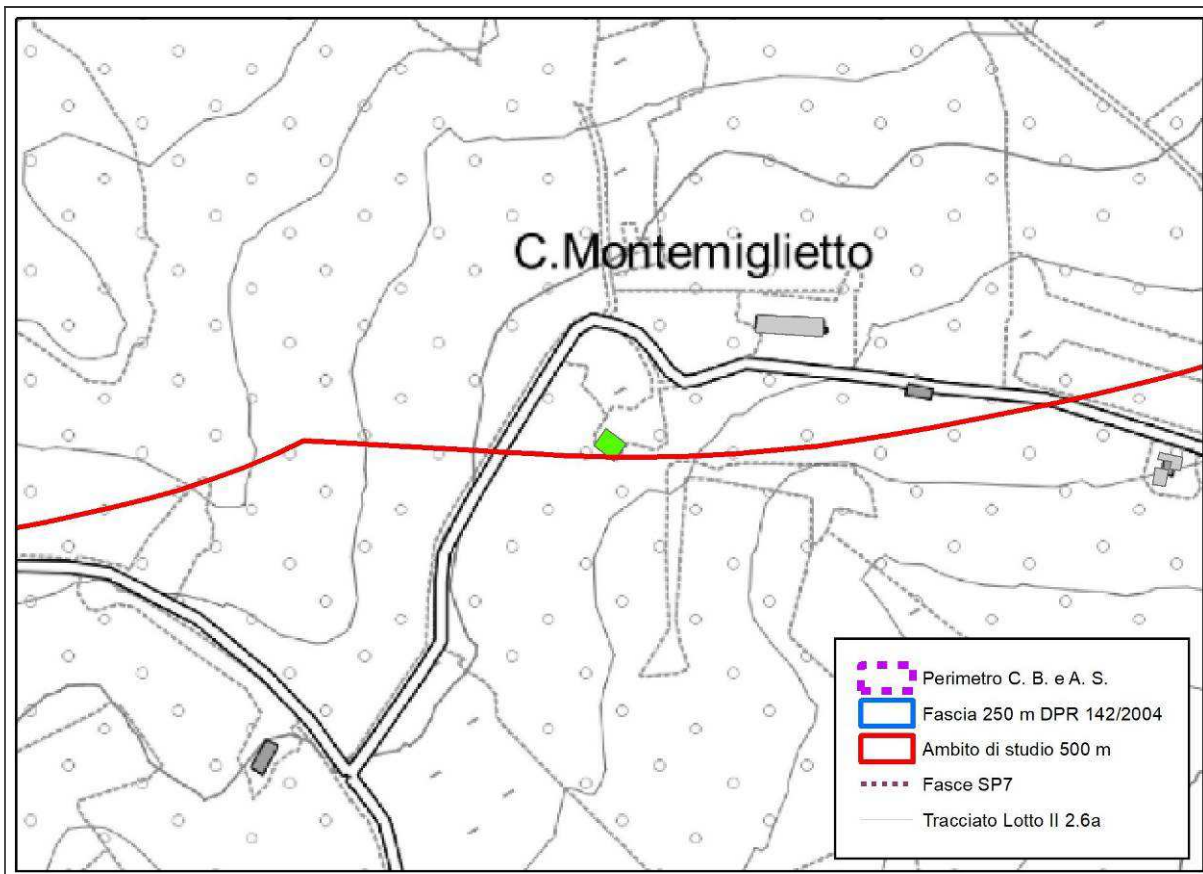 C.Montemiglietto
Perimetro C. B. e A. S.
Fascia 250 m DPR 142/2004
Ambito di studio 500 m
Fasce SP7
Tracciato Lotto II 2.6a